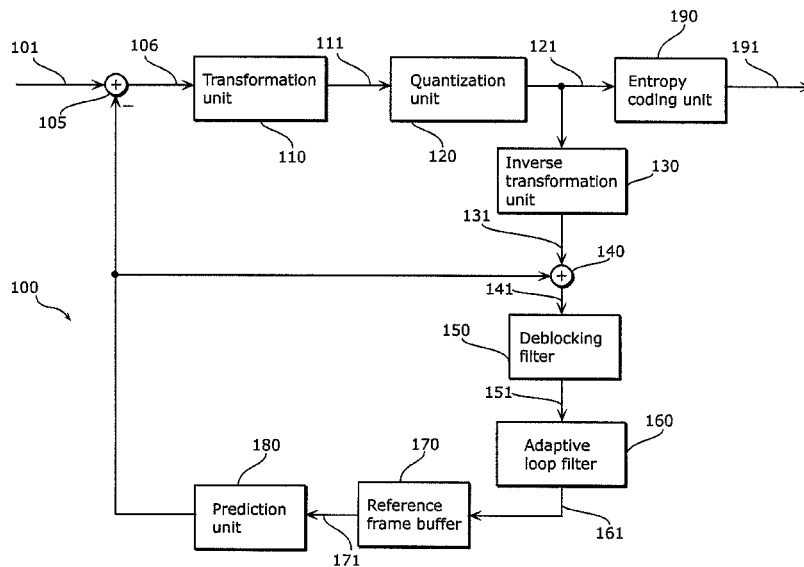 101
106
111
121
190
191
+
105
−
Transformation
unit
110
Quantization
unit
120
Entropy
coding unit
Inverse
transformation
unit
130
131
+
140
141
100
150
Deblocking
filter
151
Adaptive
loop filter
160
161
170
Reference
frame buffer
171
180
Prediction
unit